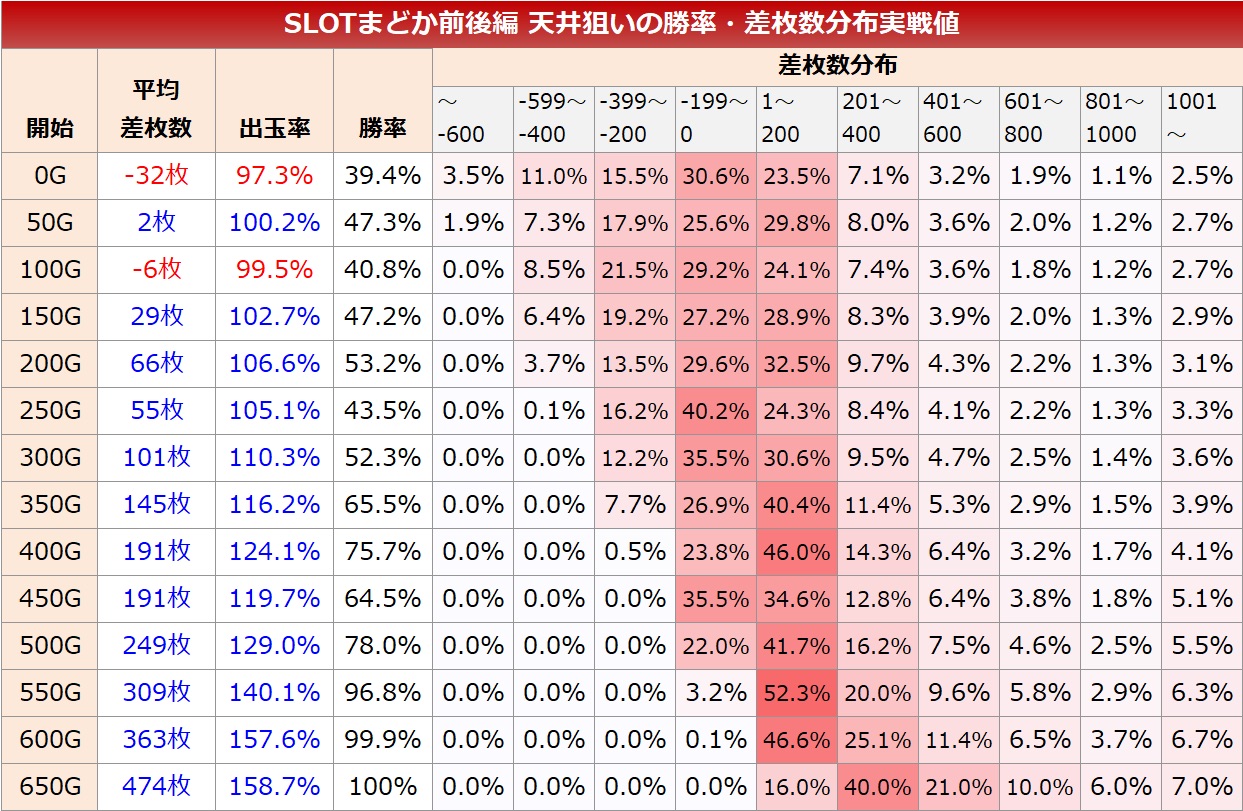 SLOTまどか前後編 天井狙いの勝率・差枚数分布実戦値
開始 平均差枚数 出玉率 勝率 差枚数分布
～-600 -599～-400 -399～-200 -199～0 1～200 201～400 401～600 601～800 801～1000 1001～
0G -32枚 97.3% 39.4% 3.5% 11.0% 15.5% 30.6% 23.5% 7.1% 3.2% 1.9% 1.1% 2.5%
50G 2枚 100.2% 47.3% 1.9% 7.3% 17.9% 25.6% 29.8% 8.0% 3.6% 2.0% 1.2% 2.7%
100G -6枚 99.5% 40.8% 0.0% 8.5% 21.5% 29.2% 24.1% 7.4% 3.6% 1.8% 1.2% 2.7%
150G 29枚 102.7% 47.2% 0.0% 6.4% 19.2% 27.2% 28.9% 8.3% 3.9% 2.0% 1.3% 2.9%
200G 66枚 106.6% 53.2% 0.0% 3.7% 13.5% 29.6% 32.5% 9.7% 4.3% 2.2% 1.3% 3.1%
250G 55枚 105.1% 43.5% 0.0% 0.1% 16.2% 40.2% 24.3% 8.4% 4.1% 2.2% 1.3% 3.3%
300G 101枚 110.3% 52.3% 0.0% 0.0% 12.2% 35.5% 30.6% 9.5% 4.7% 2.5% 1.4% 3.6%
350G 145枚 116.2% 65.5% 0.0% 0.0% 7.7% 26.9% 40.4% 11.4% 5.3% 2.9% 1.5% 3.9%
400G 191枚 124.1% 75.7% 0.0% 0.0% 0.5% 23.8% 46.0% 14.3% 6.4% 3.2% 1.7% 4.1%
450G 191枚 119.7% 64.5% 0.0% 0.0% 0.0% 35.5% 34.6% 12.8% 6.4% 3.8% 1.8% 5.1%
500G 249枚 129.0% 78.0% 0.0% 0.0% 0.0% 22.0% 41.7% 16.2% 7.5% 4.6% 2.5% 5.5%
550G 309枚 140.1% 96.8% 0.0% 0.0% 0.0% 3.2% 52.3% 20.0% 9.6% 5.8% 2.9% 6.3%
600G 363枚 157.6% 99.9% 0.0% 0.0% 0.0% 0.1% 46.6% 25.1% 11.4% 6.5% 3.7% 6.7%
650G 474枚 158.7% 100% 0.0% 0.0% 0.0% 0.0% 16.0% 40.0% 21.0% 10.0% 6.0% 7.0%